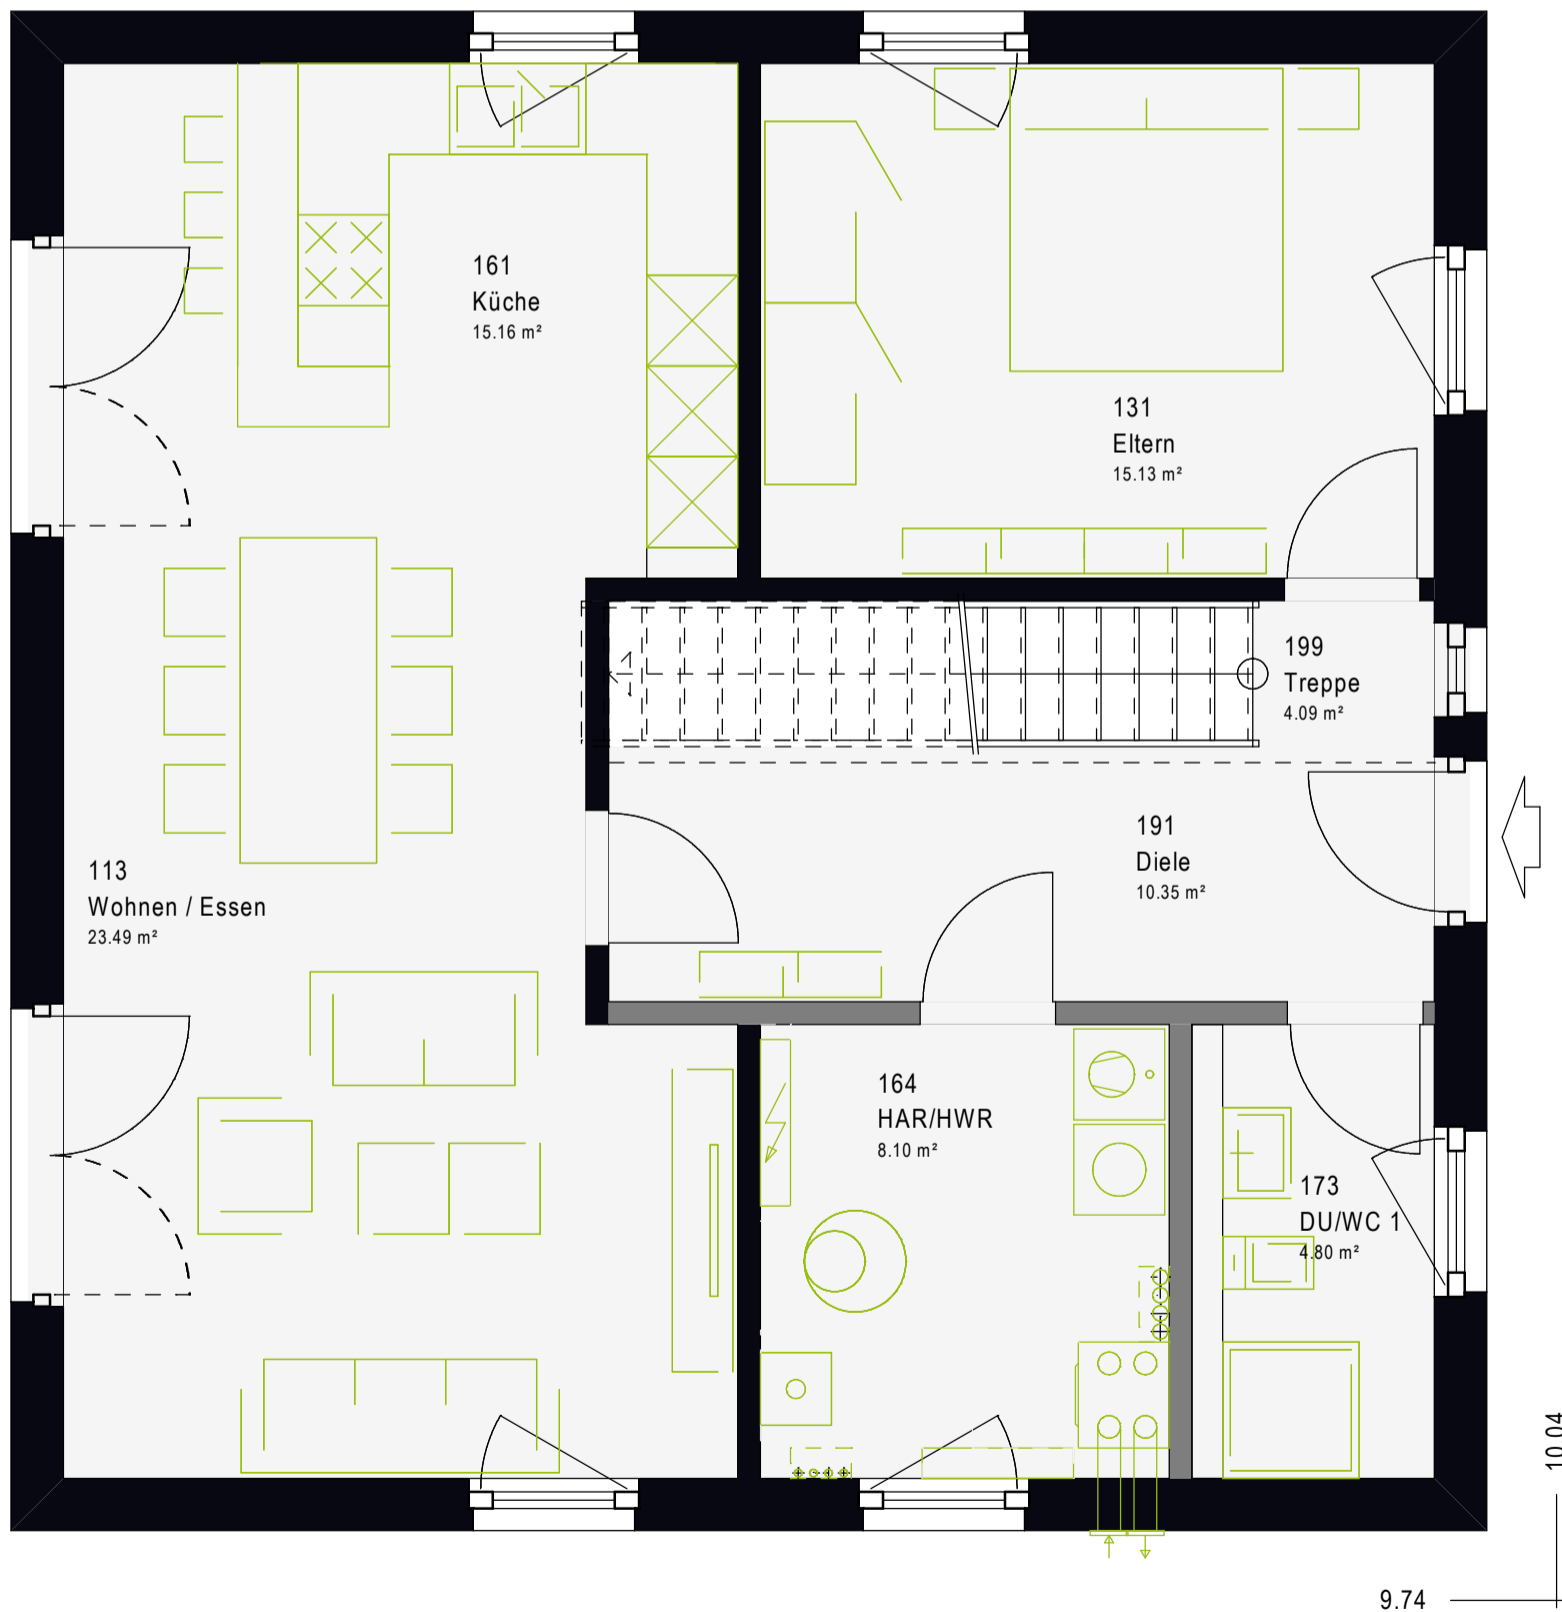 161
Küche
15.16 m²
131
Eltern
15.13 m²
199
Treppe
4.09 m²
191
Diele
10.35 m²
113
Wohnen / Essen
23.49 m²
164
HAR/HWR
8.10 m²
173
DU/WC 1
4.80 m²
10.04
9.74